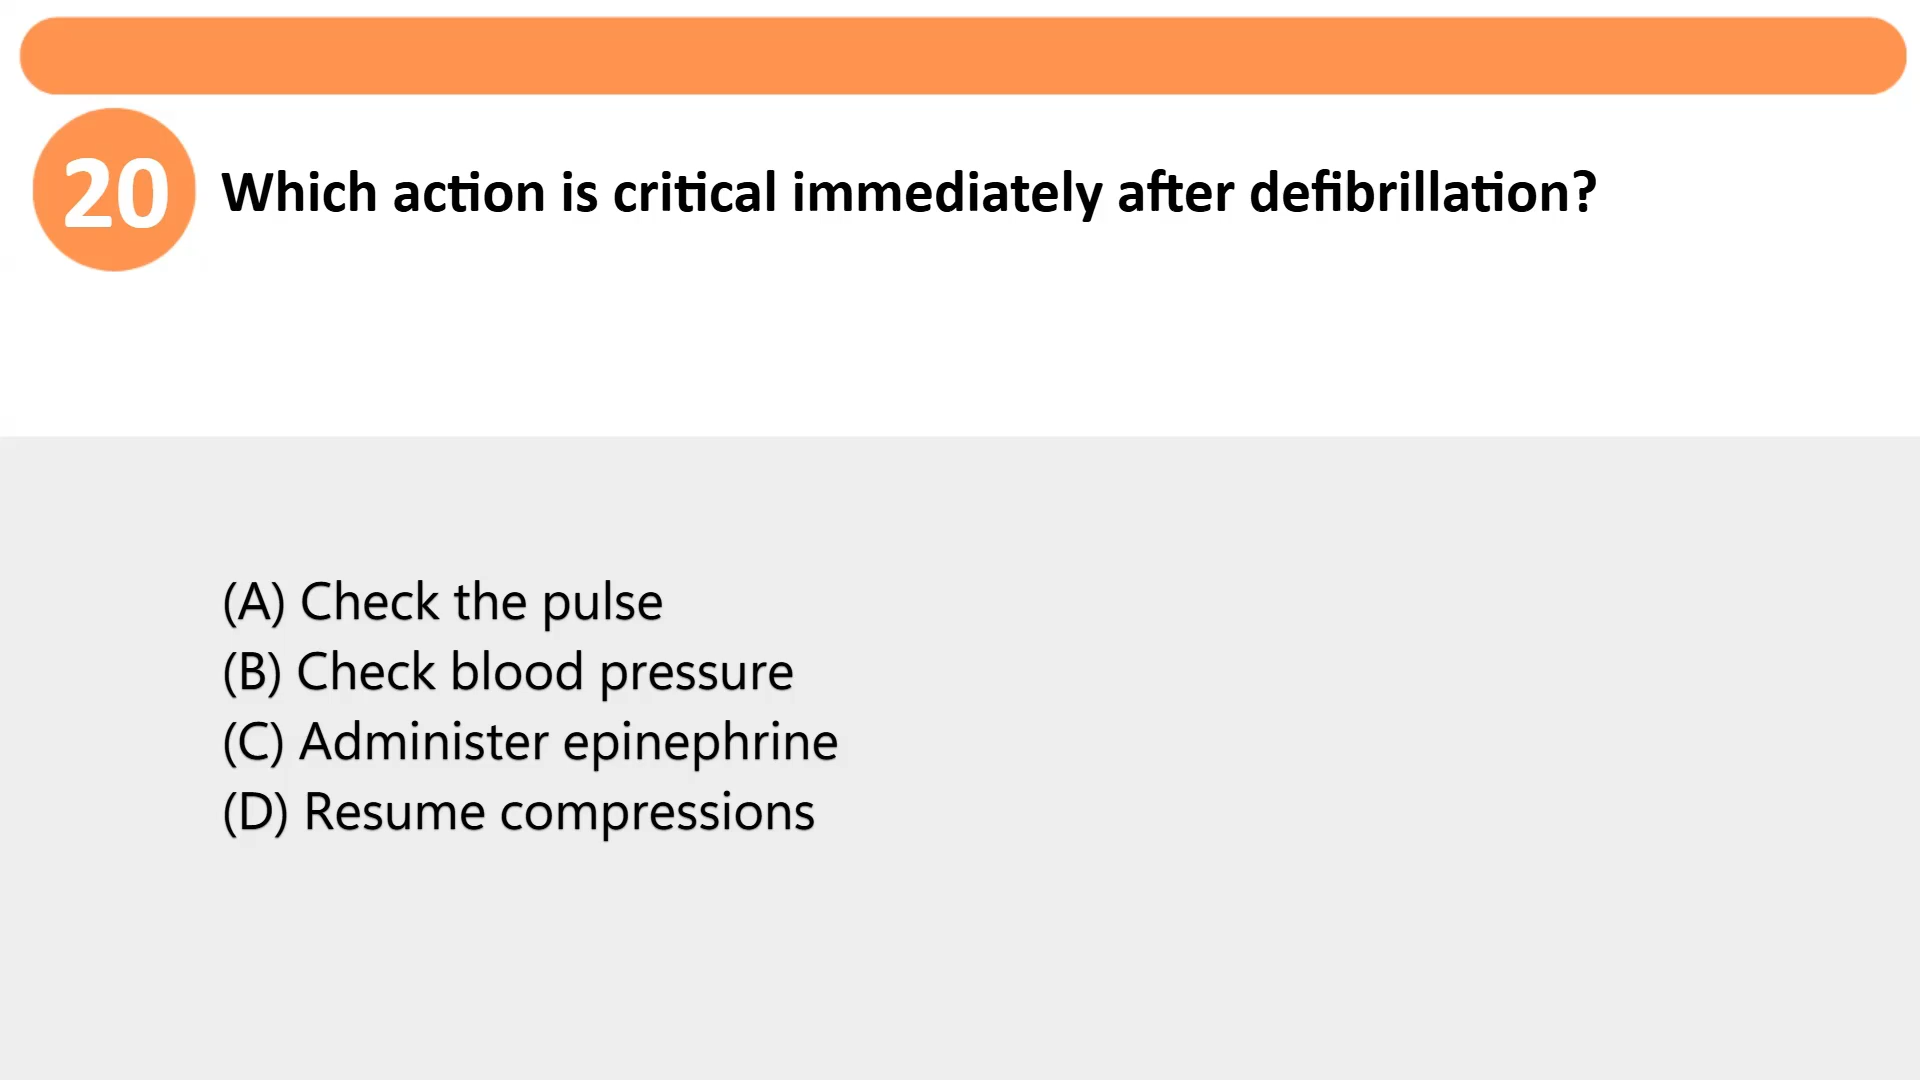 20
Which action is critical immediately after defibrillation?
(A) Check the pulse
(B) Check blood pressure
(C) Administer epinephrine
(D) Resume compressions